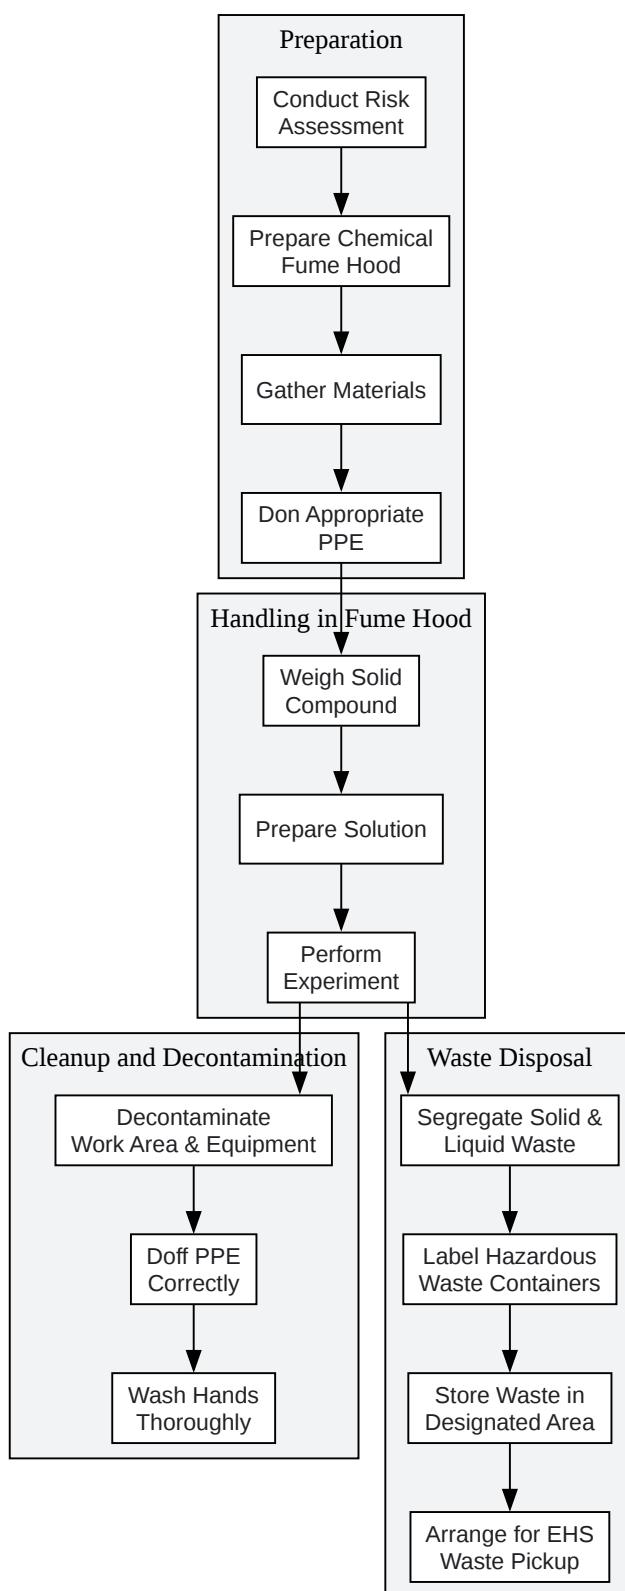 Preparation
Conduct Risk
Assessment
Prepare Chemical
Fume Hood
Gather Materials
Don Appropriate
PPE
Handling in Fume Hood
Weigh Solid
Compound
Prepare Solution
Perform
Experiment
Cleanup and Decontamination
Decontaminate
Work Area & Equipment
Doff PPE
Correctly
Wash Hands
Thoroughly
Waste Disposal
Segregate Solid &
Liquid Waste
Label Hazardous
Waste Containers
Store Waste in
Designated Area
Arrange for EHS
Waste Pickup